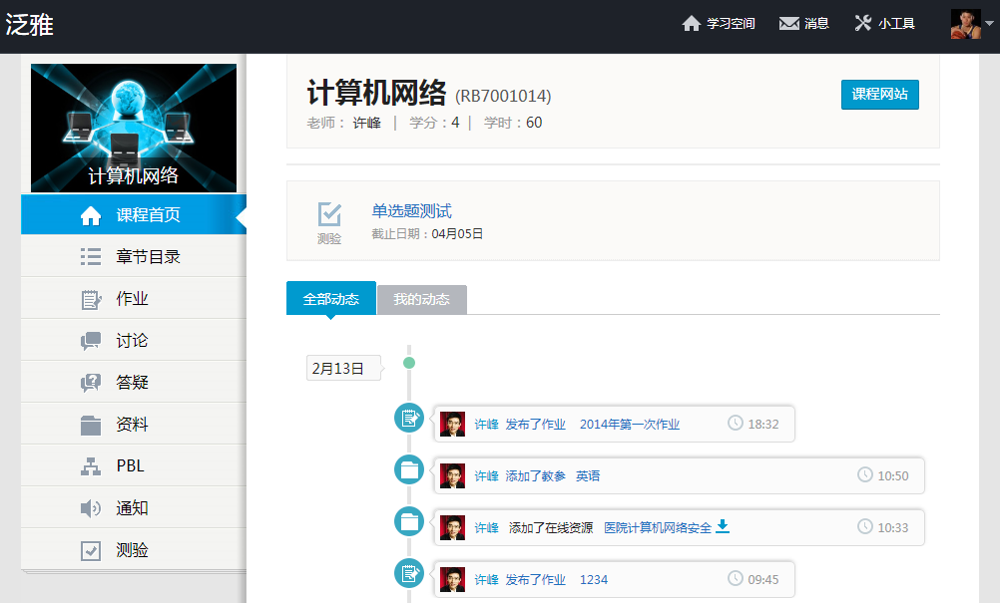 泛雅
学习空间 消息 小工具
计算机网络
课程首页
章节目录
作业
讨论
答疑
资料
PBL
通知
测验
计算机网络 (RB7001014)
课程网站
老师： 许峰 | 学分：4 | 学时：60
单选题测试
测验
截止日期：04月05日
全部动态 我的动态
2月13日
许峰 发布了作业 2014年第一次作业 18:32
许峰 添加了教参 英语 10:50
许峰 添加了在线资源 医院计算机网络安全 10:33
许峰 发布了作业 1234 09:45